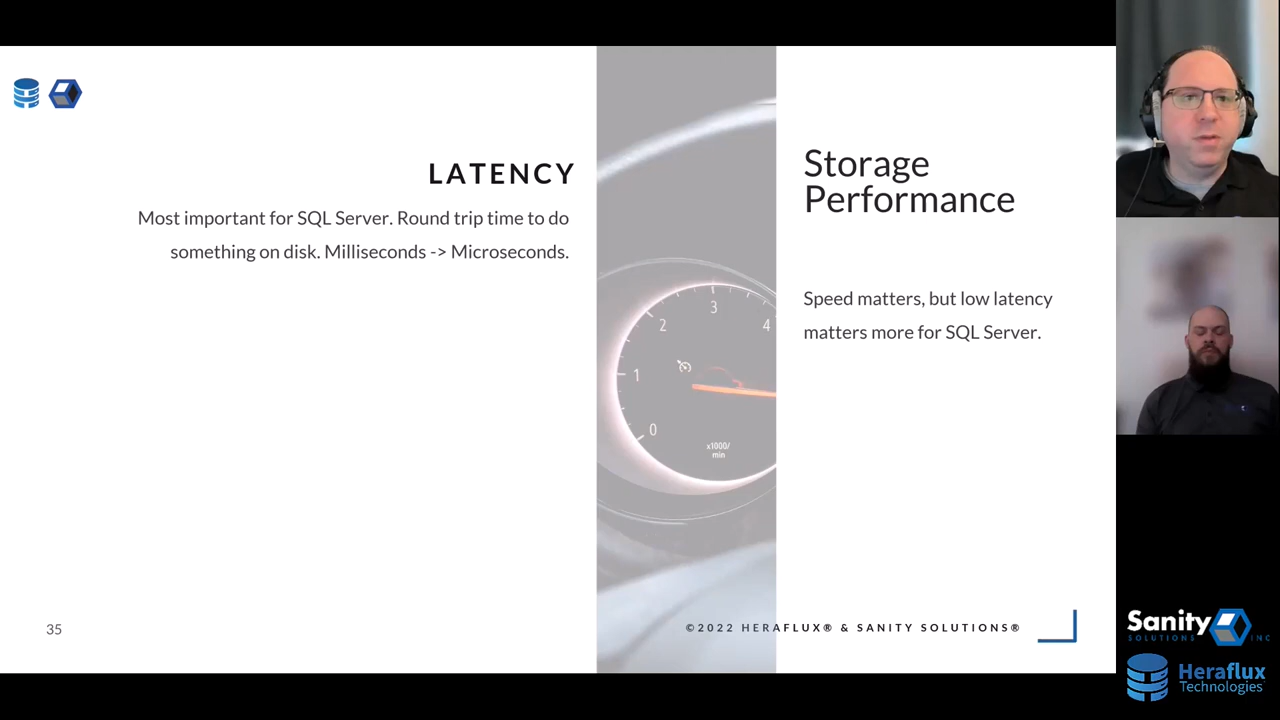 LATENCY
Most important for SQL Server. Round trip time to do
something on disk. Milliseconds -> Microseconds.
Storage
Performance
Speed matters, but low latency
matters more for SQL Server.
0
1
2
3
4
x1000/
min
35
©2022 HERAFLUX® & SANITY SOLUTIONS®
Sanity
SOLUTIONS INC
Heraflux
Technologies